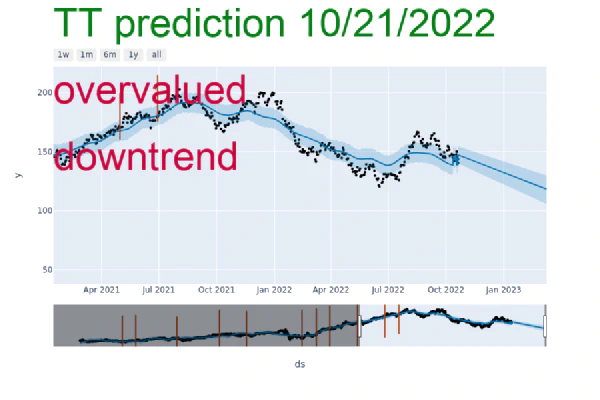 TT prediction 10/21/2022
1w 1m 6m 1y all
overvalued
downtrend
200
150
100
50
y
Apr 2021 Jul 2021 Oct 2021 Jan 2022 Apr 2022 Jul 2022 Oct 2022 Jan 2023
ds